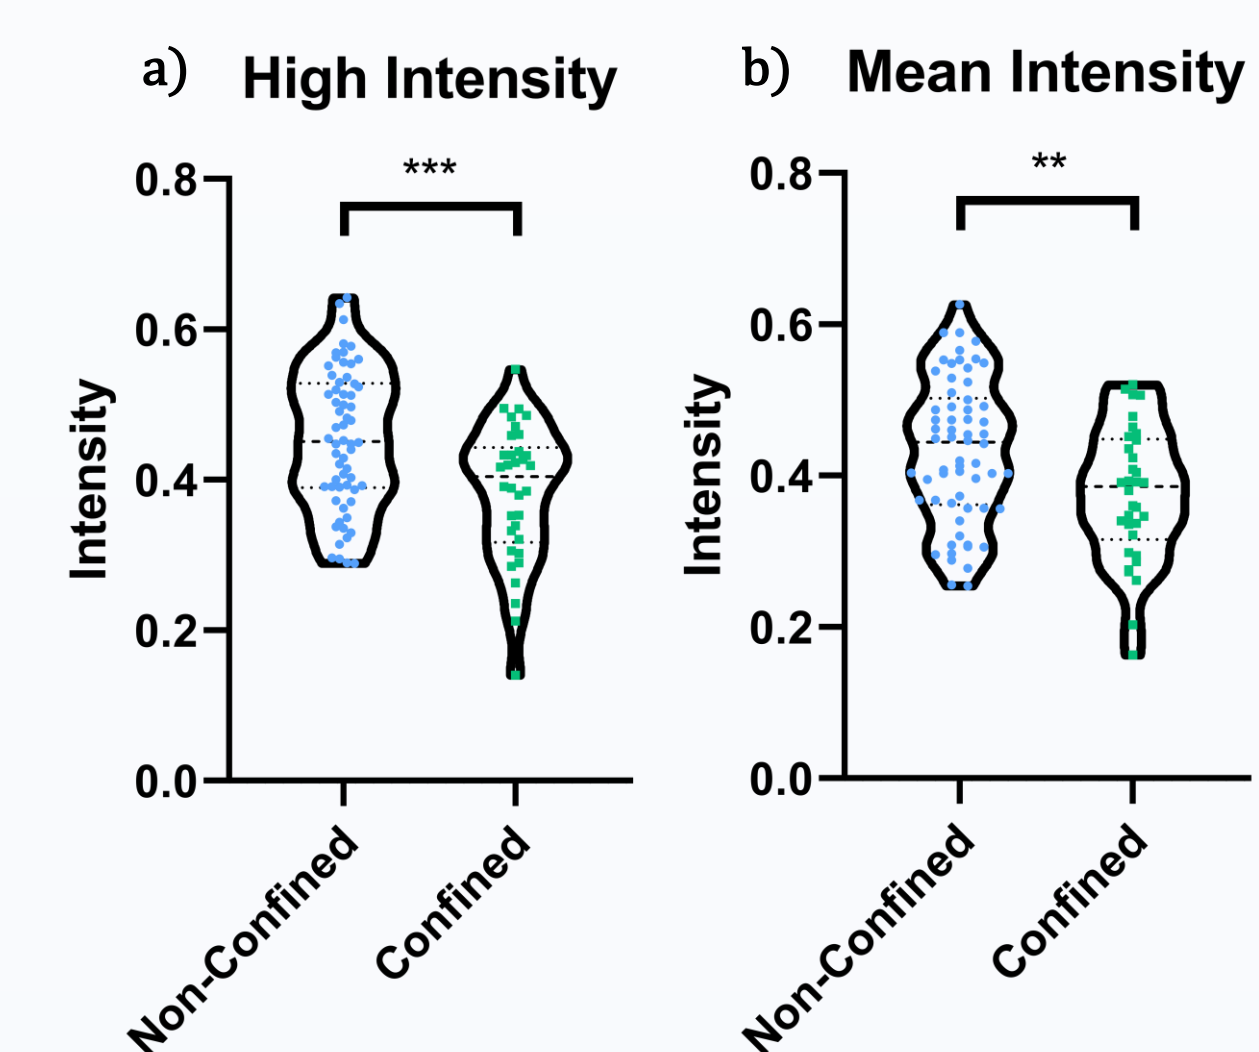 a) High Intensity
***
0.8
0.6
0.4
0.2
0.0
Intensity
Non-Confined
Confined
b) Mean Intensity
**
0.8
0.6
0.4
0.2
0.0
Intensity
Non-Confined
Confined